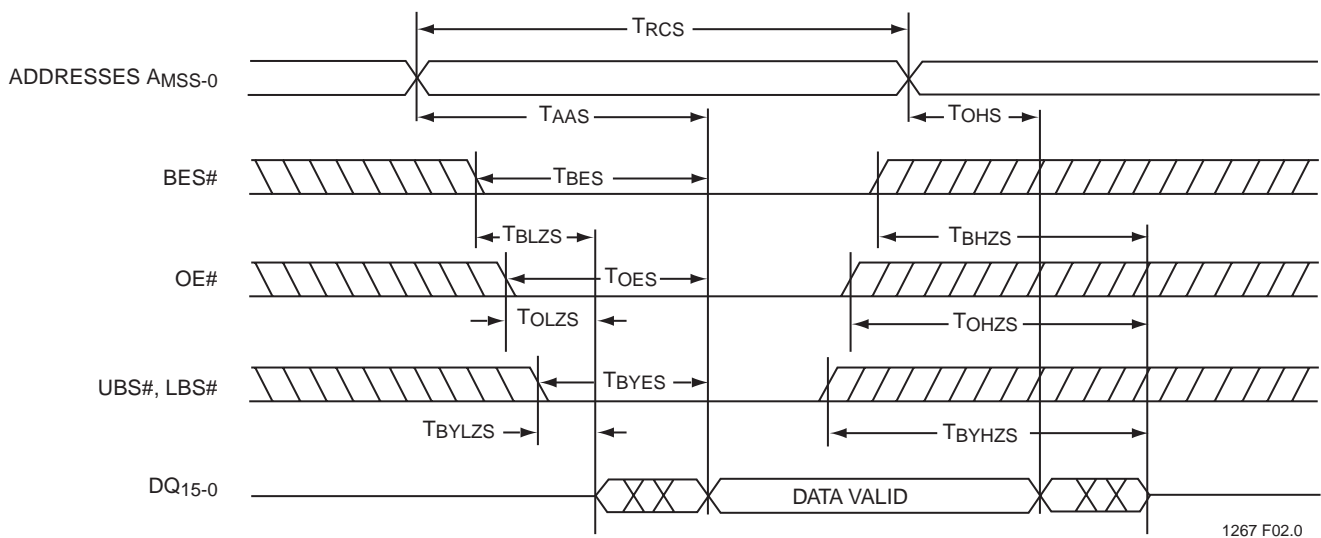 TRCS
ADDRESSES AMSS-0
TAAS
TOHS
BES#
TBES
TBLZS
TBHZS
OE#
TOES
TOLZS
TOHZS
UBS#, LBS#
TBYES
TBYLZS
TBYHZS
DQ15-0
DATA VALID
1267 F02.0